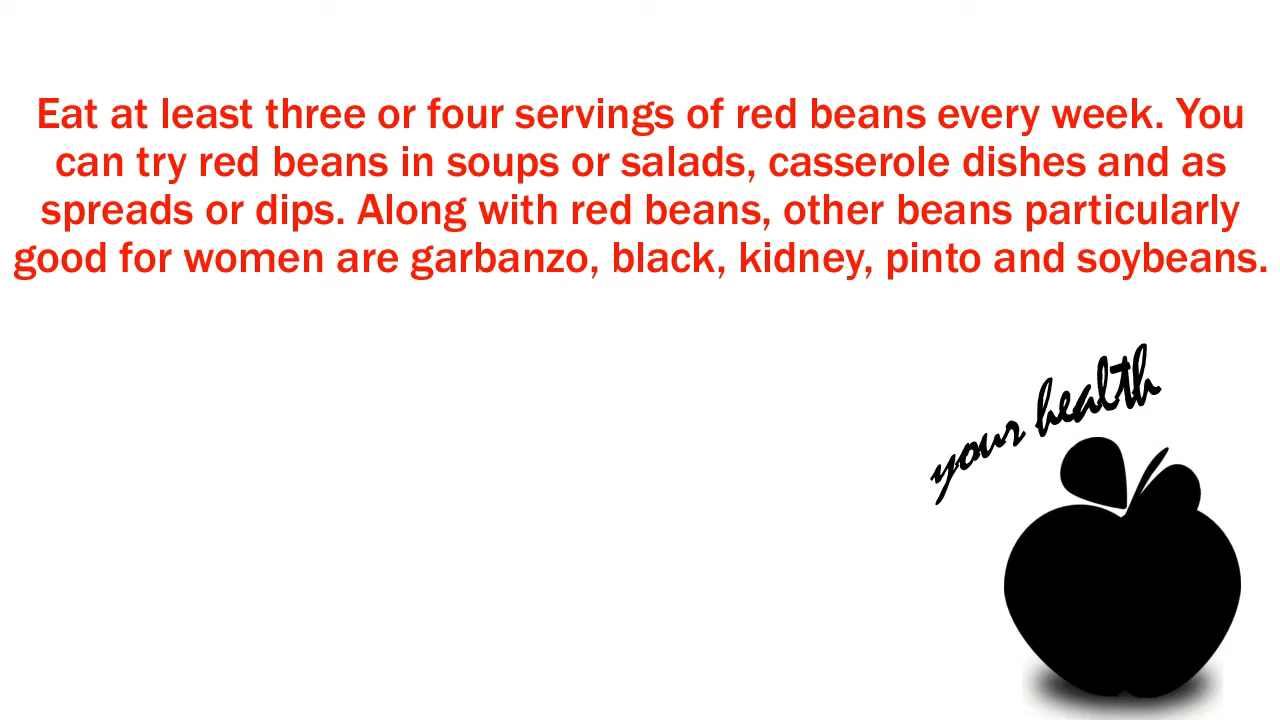 Eat at least three or four servings of red beans every week. You
can try red beans in soups or salads, casserole dishes and as
spreads or dips. Along with red beans, other beans particularly
good for women are garbanzo, black, kidney, pinto and soybeans.
your health